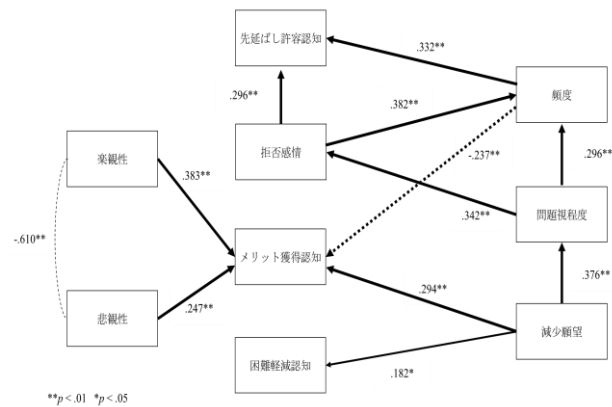 先延ばし許容認知
.332**
.296**
.382**
頻度
楽観性
拒否感情
-.237**
.296**
.383**
.342**
問題視程度
-.610**
メリット獲得認知
.294**
.376**
悲観性
.247**
減少願望
困難軽減認知
.182*
**p < .01 *p < .05